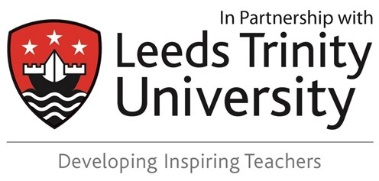 In Partnership with
Leeds Trinity
University
Developing Inspiring Teachers